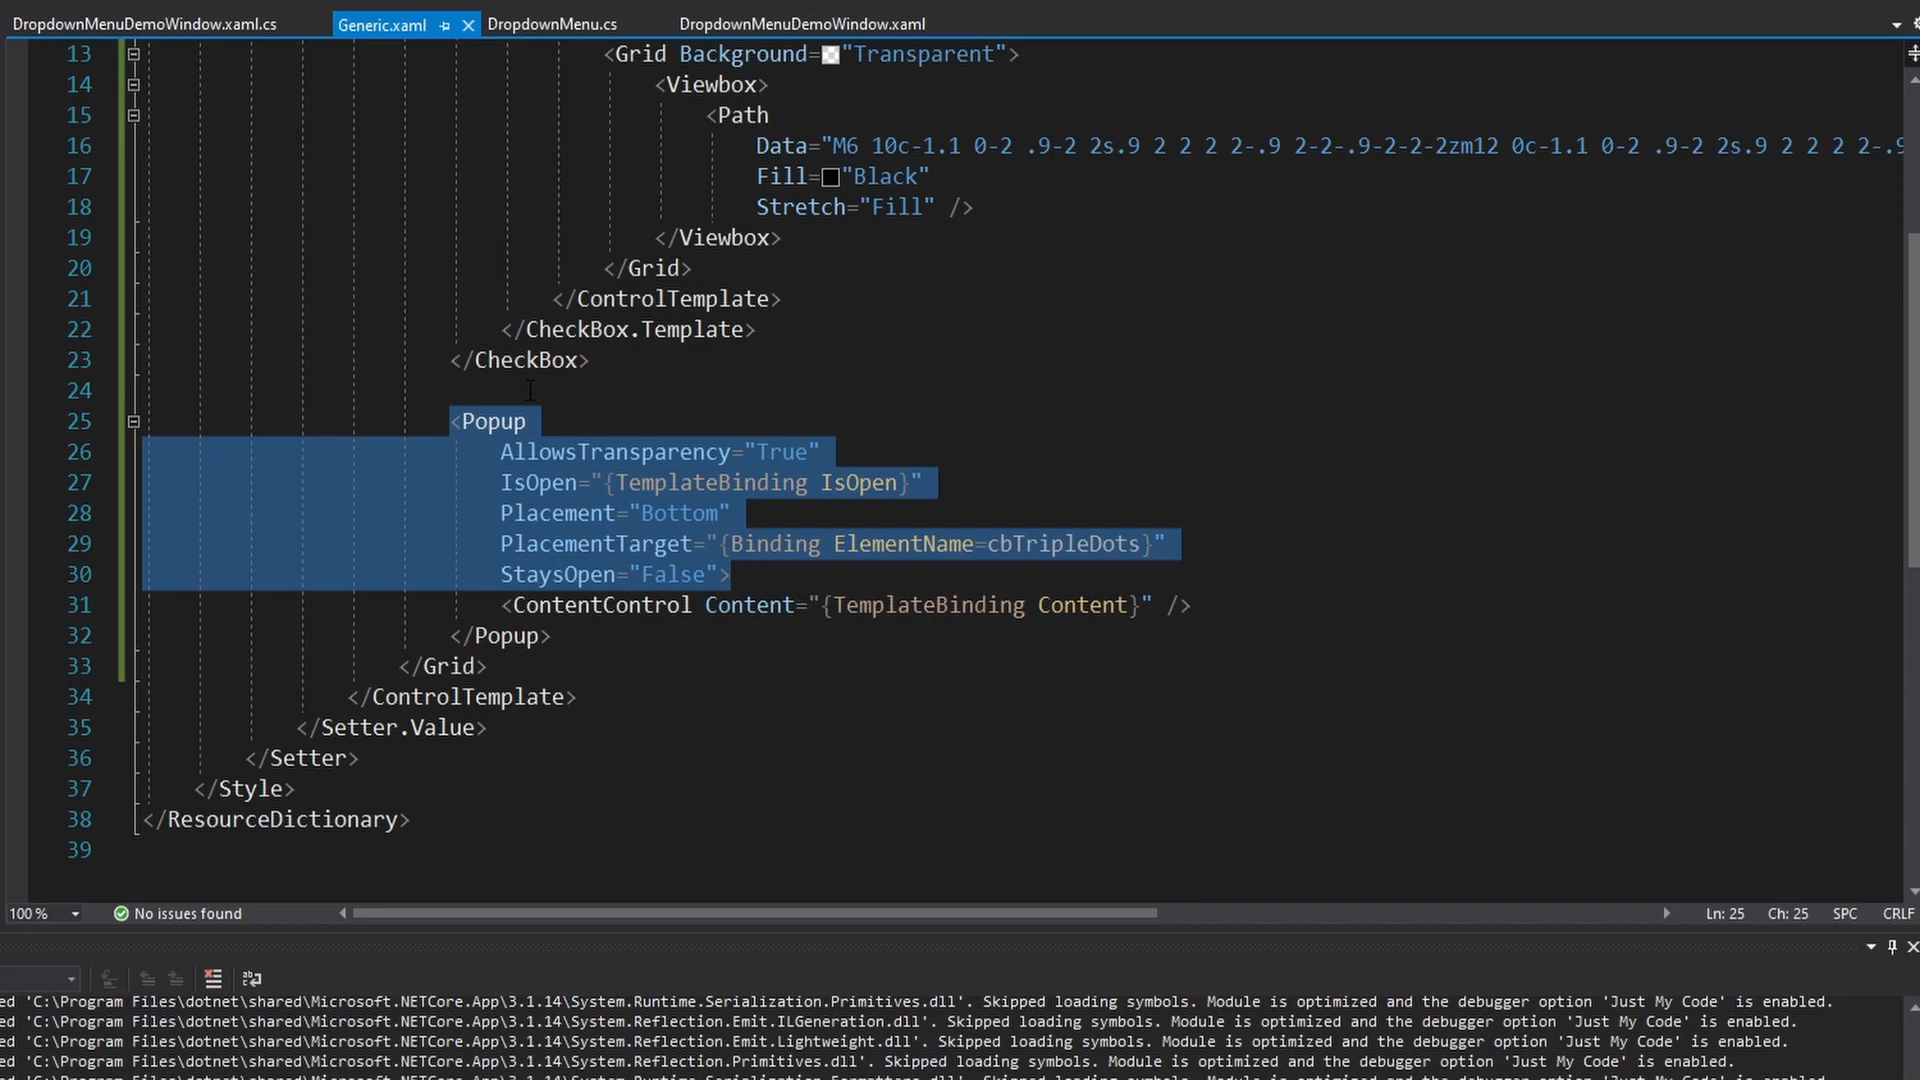 DropdownMenuDemoWindow.xaml.cs Generic.xaml DropdownMenu.cs DropdownMenuDemoWindow.xaml
13 <Grid Background="Transparent">
14 <Viewbox>
15 <Path
16 Data="M6 10c-1.1 0-2 .9-2 2s.9 2 2 2 2-.9 2-2-.9-2-2-2zm12 0c-1.1 0-2 .9-2 2s.9 2 2 2 2-.9
17 Fill="Black"
18 Stretch="Fill" />
19 </Viewbox>
20 </Grid>
21 </ControlTemplate>
22 </CheckBox.Template>
23 </CheckBox>
24
25 <Popup
26 AllowsTransparency="True"
27 IsOpen="{TemplateBinding IsOpen}"
28 Placement="Bottom"
29 PlacementTarget="{Binding ElementName=cbTripleDots}"
30 StaysOpen="False">
31 <ContentControl Content="{TemplateBinding Content}" />
32 </Popup>
33 </Grid>
34 </ControlTemplate>
35 </Setter.Value>
36 </Setter>
37 </Style>
38 </ResourceDictionary>
39
100 % No issues found Ln: 25 Ch: 25 SPC CRLF
ed 'C:\Program Files\dotnet\shared\Microsoft.NETCore.App\3.1.14\System.Runtime.Serialization.Primitives.dll'. Skipped loading symbols. Module is optimized and the debugger option 'Just My Code' is enabled.
ed 'C:\Program Files\dotnet\shared\Microsoft.NETCore.App\3.1.14\System.Reflection.Emit.ILGeneration.dll'. Skipped loading symbols. Module is optimized and the debugger option 'Just My Code' is enabled.
ed 'C:\Program Files\dotnet\shared\Microsoft.NETCore.App\3.1.14\System.Reflection.Emit.Lightweight.dll'. Skipped loading symbols. Module is optimized and the debugger option 'Just My Code' is enabled.
ed 'C:\Program Files\dotnet\shared\Microsoft.NETCore.App\3.1.14\System.Reflection.Primitives.dll'. Skipped loading symbols. Module is optimized and the debugger option 'Just My Code' is enabled.